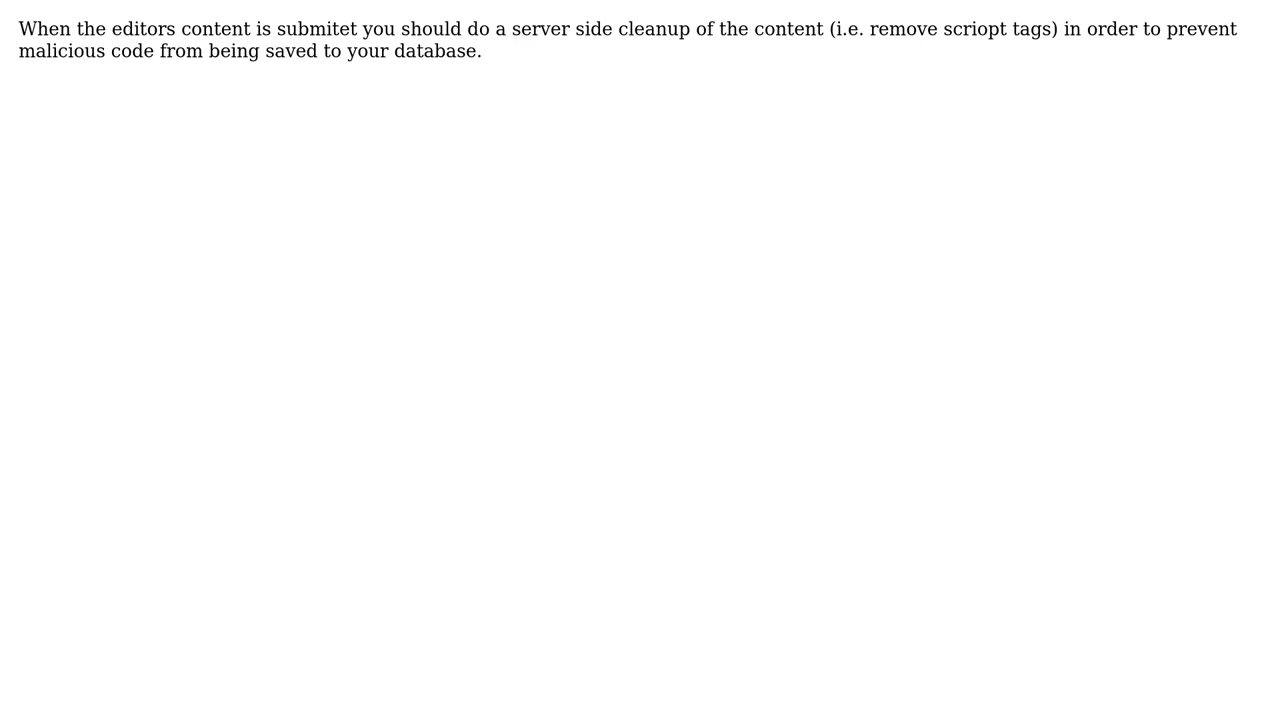 When the editors content is submitet you should do a server side cleanup of the content (i.e. remove scriopt tags) in order to prevent
malicious code from being saved to your database.